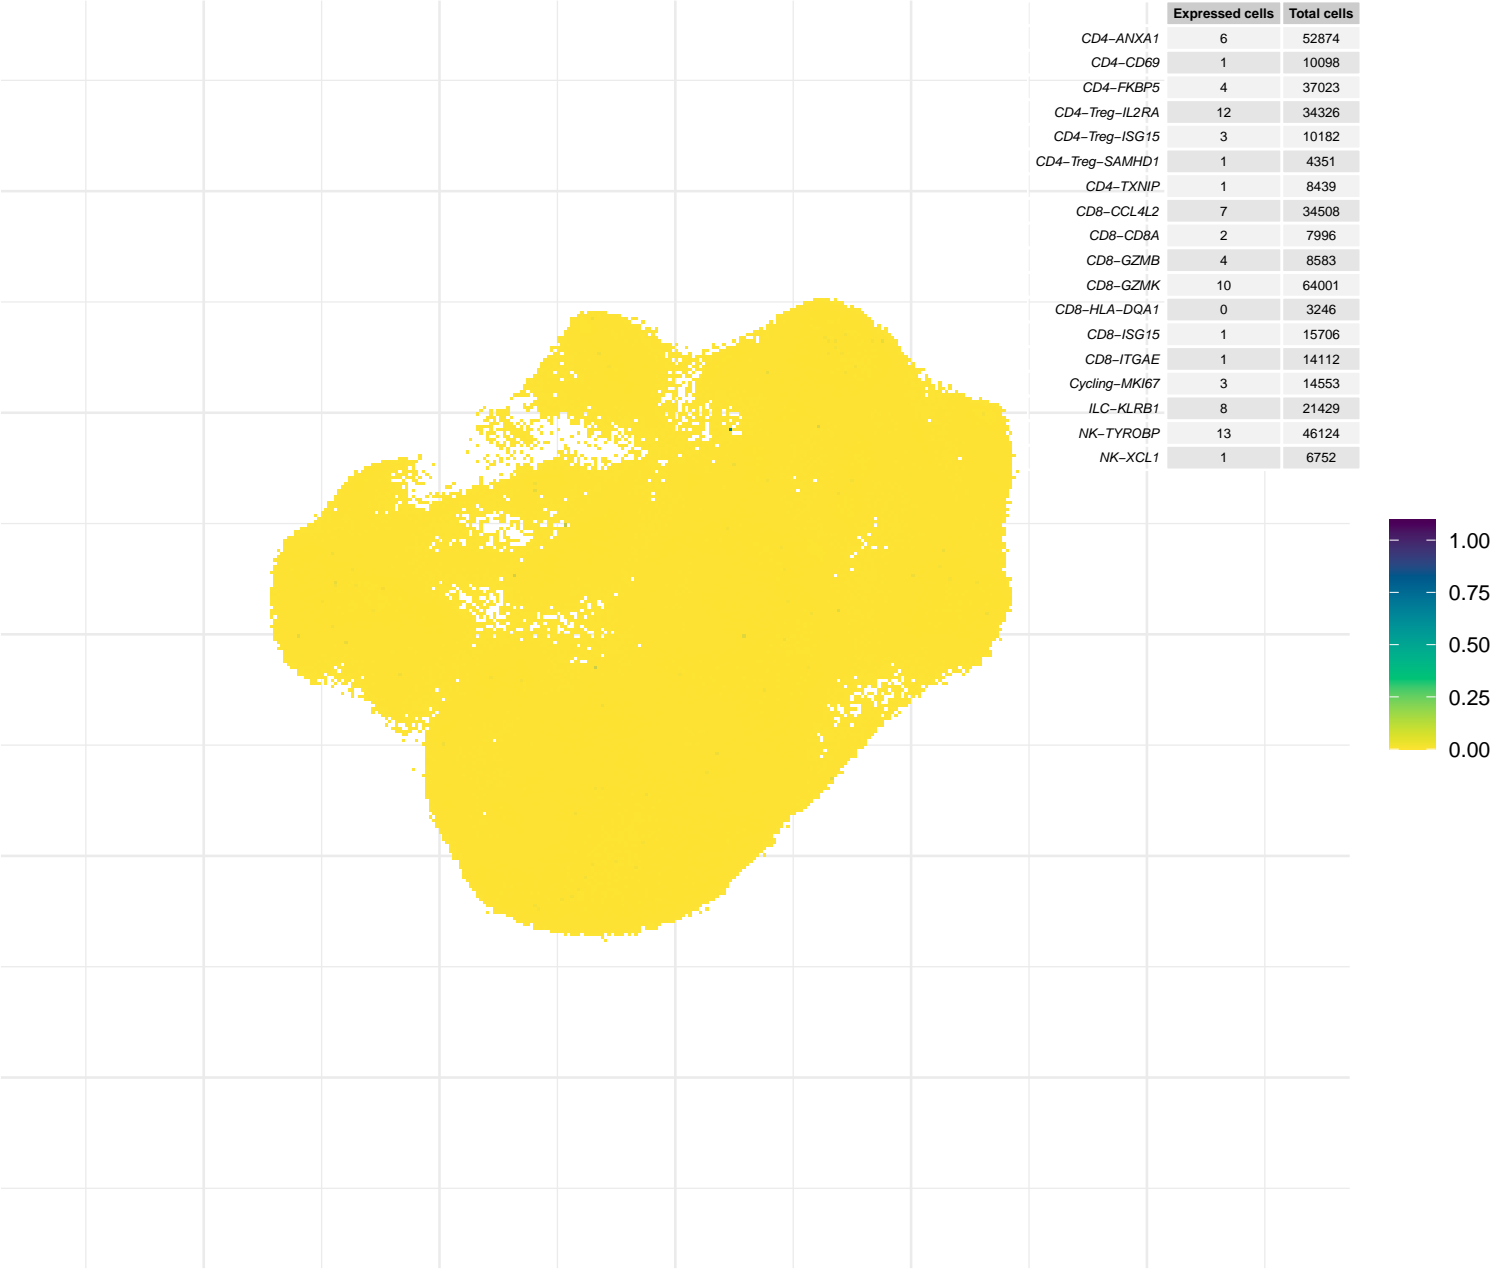 Expressed cells Total cells
CD4−ANXA1 6 52874
CD4−CD69 1 10098
CD4−FKBP5 4 37023
CD4−Treg−IL2RA 12 34326
CD4−Treg−ISG15 3 10182
CD4−Treg−SAMHD1 1 4351
CD4−TXNIP 1 8439
CD8−CCL4L2 7 34508
CD8−CD8A 2 7996
CD8−GZMB 4 8583
CD8−GZMK 10 64001
CD8−HLA−DQA1 0 3246
CD8−ISG15 1 15706
CD8−ITGAE 1 14112
Cycling−MKI67 3 14553
ILC−KLRB1 8 21429
NK−TYROBP 13 46124
NK−XCL1 1 6752
1.00
0.75
0.50
0.25
0.00